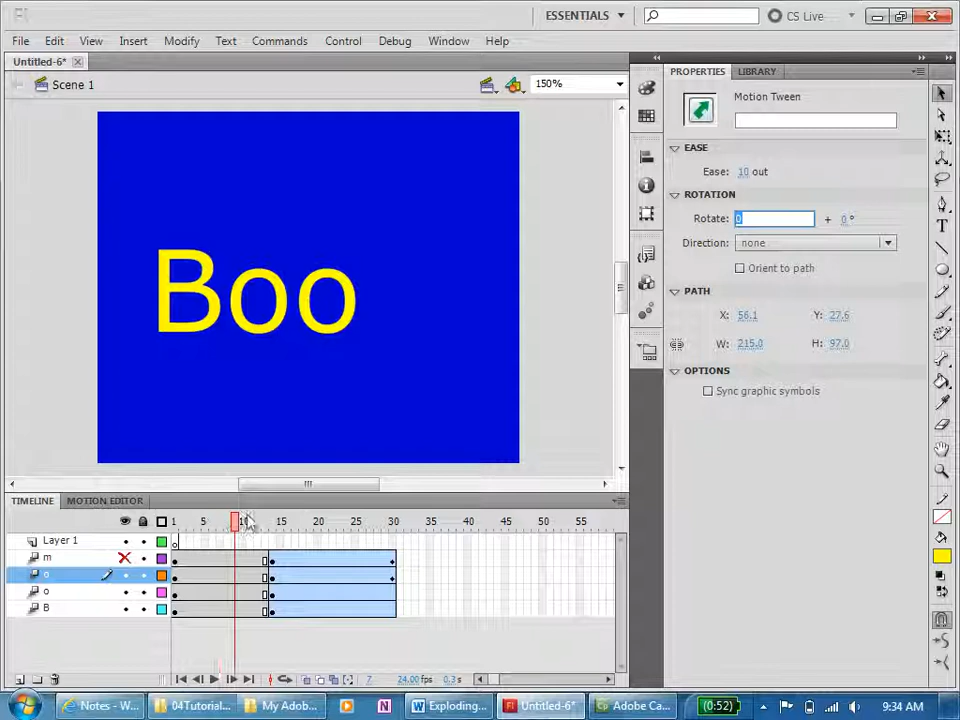 Fl ESSENTIALS CS Live
File Edit View Insert Modify Text Commands Control Debug Window Help
Untitled-6*
Scene 1 150%
Boo
PROPERTIES LIBRARY
Motion Tween
EASE
Ease: 10 out
ROTATION
Rotate: 0 + 0 °
Direction: none
Orient to path
PATH
X: 56.1 Y: 27.6
W: 215.0 H: 97.0
OPTIONS
Sync graphic symbols
TIMELINE MOTION EDITOR
1 5 10 15 20 25 30 35 40 45 50 55
Layer 1
m
o
o
B
7 24.00 fps 0.3 s
Notes - W... 04Tutorial... My Adob... Exploding... Untitled-6* Adobe Ca... (0:52) 9:34 AM